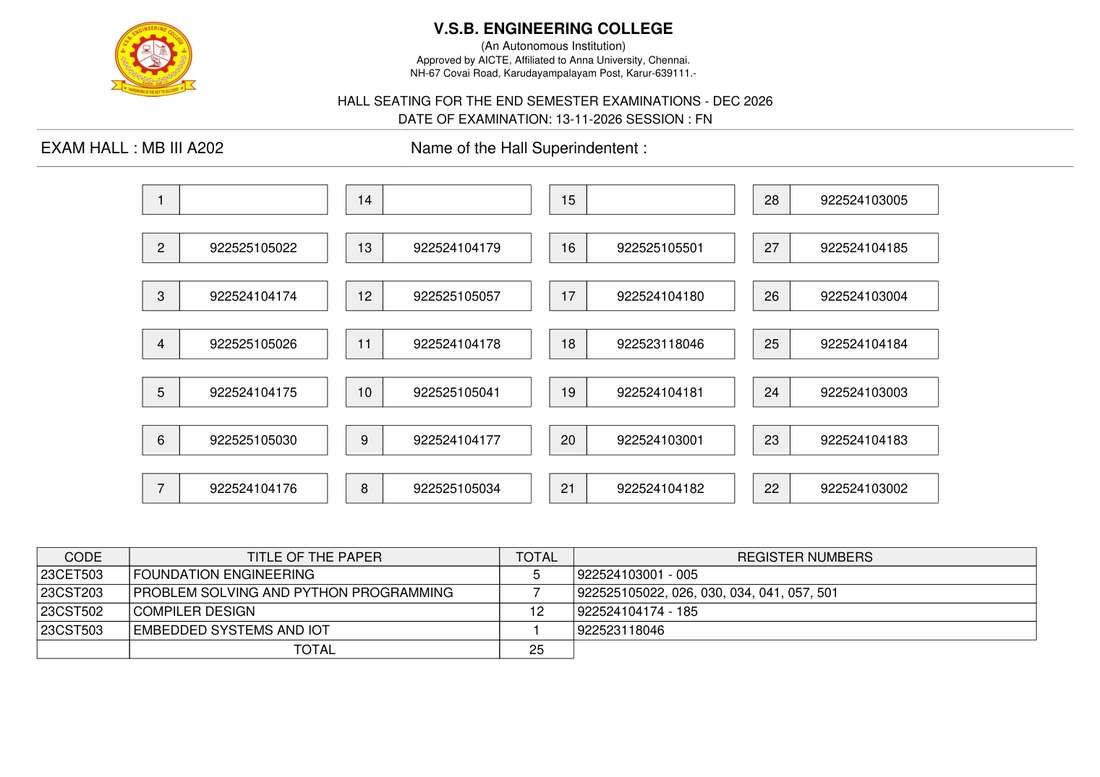 V.S.B. ENGINEERING COLLEGE
(An Autonomous Institution)
Approved by AICTE, Affiliated to Anna University, Chennai.
NH-67 Covai Road, Karudayampalayam Post, Karur-639111.-
HALL SEATING FOR THE END SEMESTER EXAMINATIONS - DEC 2026
DATE OF EXAMINATION: 13-11-2026 SESSION : FN
EXAM HALL : MB III A202 Name of the Hall Superindentent :
1 14 15 28 922524103005
2 922525105022 13 922524104179 16 922525105501 27 922524104185
3 922524104174 12 922525105057 17 922524104180 26 922524103004
4 922525105026 11 922524104178 18 922523118046 25 922524104184
5 922524104175 10 922525105041 19 922524104181 24 922524103003
6 922525105030 9 922524104177 20 922524103001 23 922524104183
7 922524104176 8 922525105034 21 922524104182 22 922524103002
CODE TITLE OF THE PAPER TOTAL REGISTER NUMBERS
23CET503 FOUNDATION ENGINEERING 5 922524103001 - 005
23CST203 PROBLEM SOLVING AND PYTHON PROGRAMMING 7 922525105022, 026, 030, 034, 041, 057, 501
23CST502 COMPILER DESIGN 12 922524104174 - 185
23CST503 EMBEDDED SYSTEMS AND IOT 1 922523118046
TOTAL 25